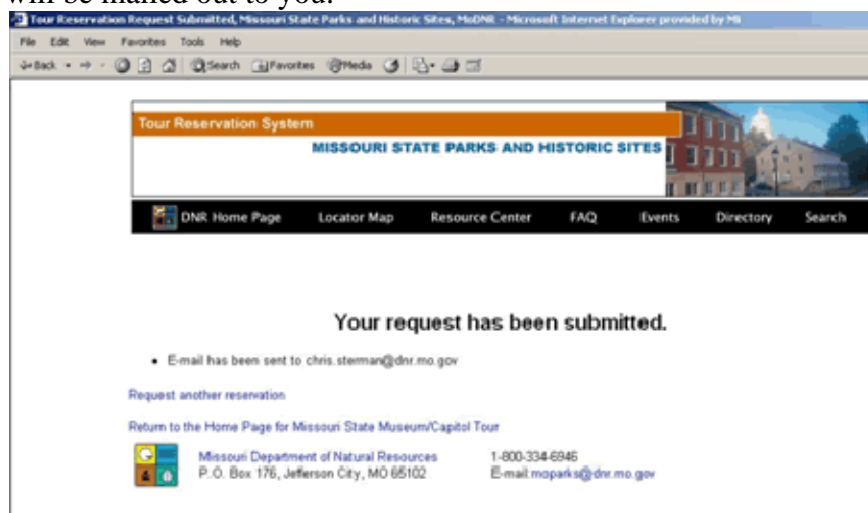 will be mailed out to you.
Tour Reservation Request Submitted, Missouri State Parks and Historic Sites, MoDNR - Microsoft Internet Explorer provided by Mi
File Edit View Favorites Tools Help
Back Search Favorites Media
Tour Reservation System
MISSOURI STATE PARKS AND HISTORIC SITES
DNR Home Page Locator Map Resource Center FAQ Events Directory Search
Your request has been submitted.
• E-mail has been sent to chris.sterman@dnr.mo.gov
Request another reservation
Return to the Home Page for Missouri State Museum/Capitol Tour
Missouri Department of Natural Resources 1-800-334-6946
P.O. Box 176, Jefferson City, MO 65102 E-mail:moparks@dnr.mo.gov